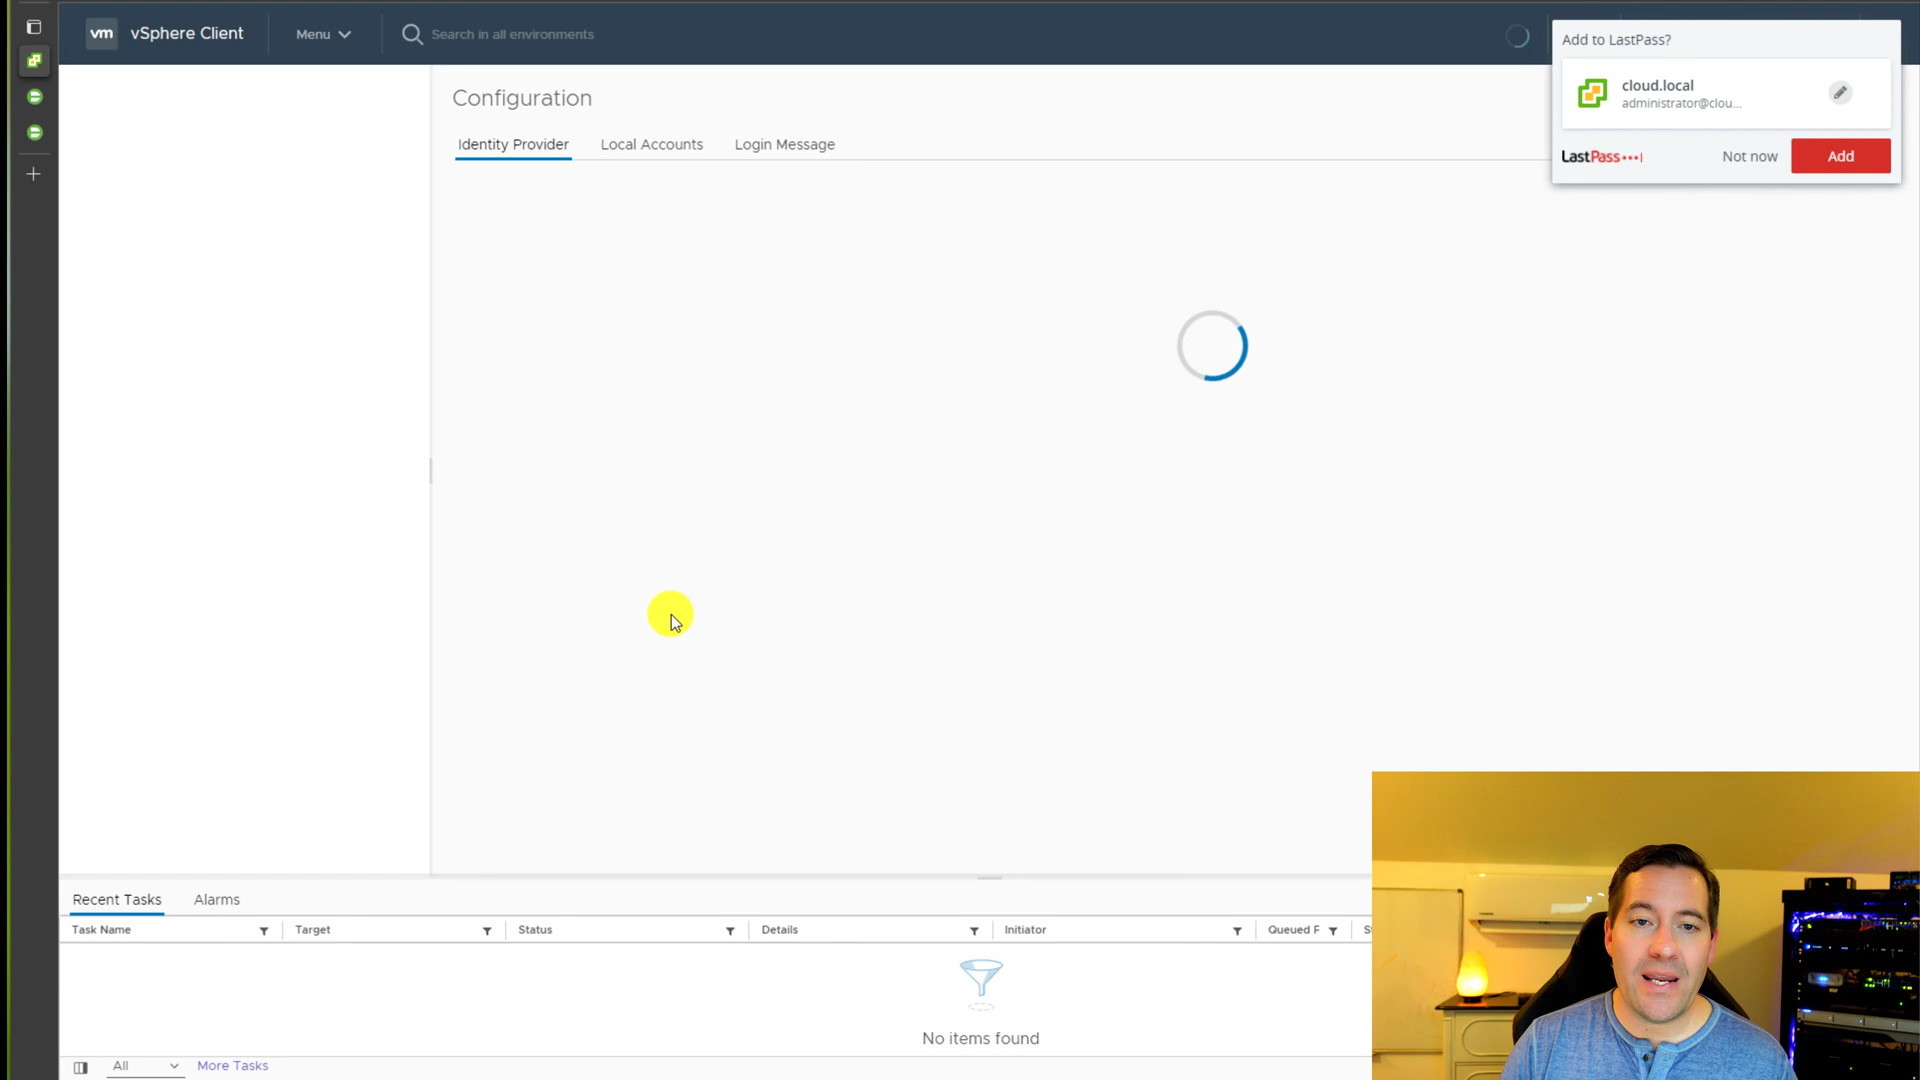 vm vSphere Client Menu Search in all environments
Add to LastPass?
cloud.local
administrator@clou...
LastPass Not now Add
Configuration
Identity Provider Local Accounts Login Message
Recent Tasks Alarms
Task Name Target Status Details Initiator Queued F
No items found
All More Tasks